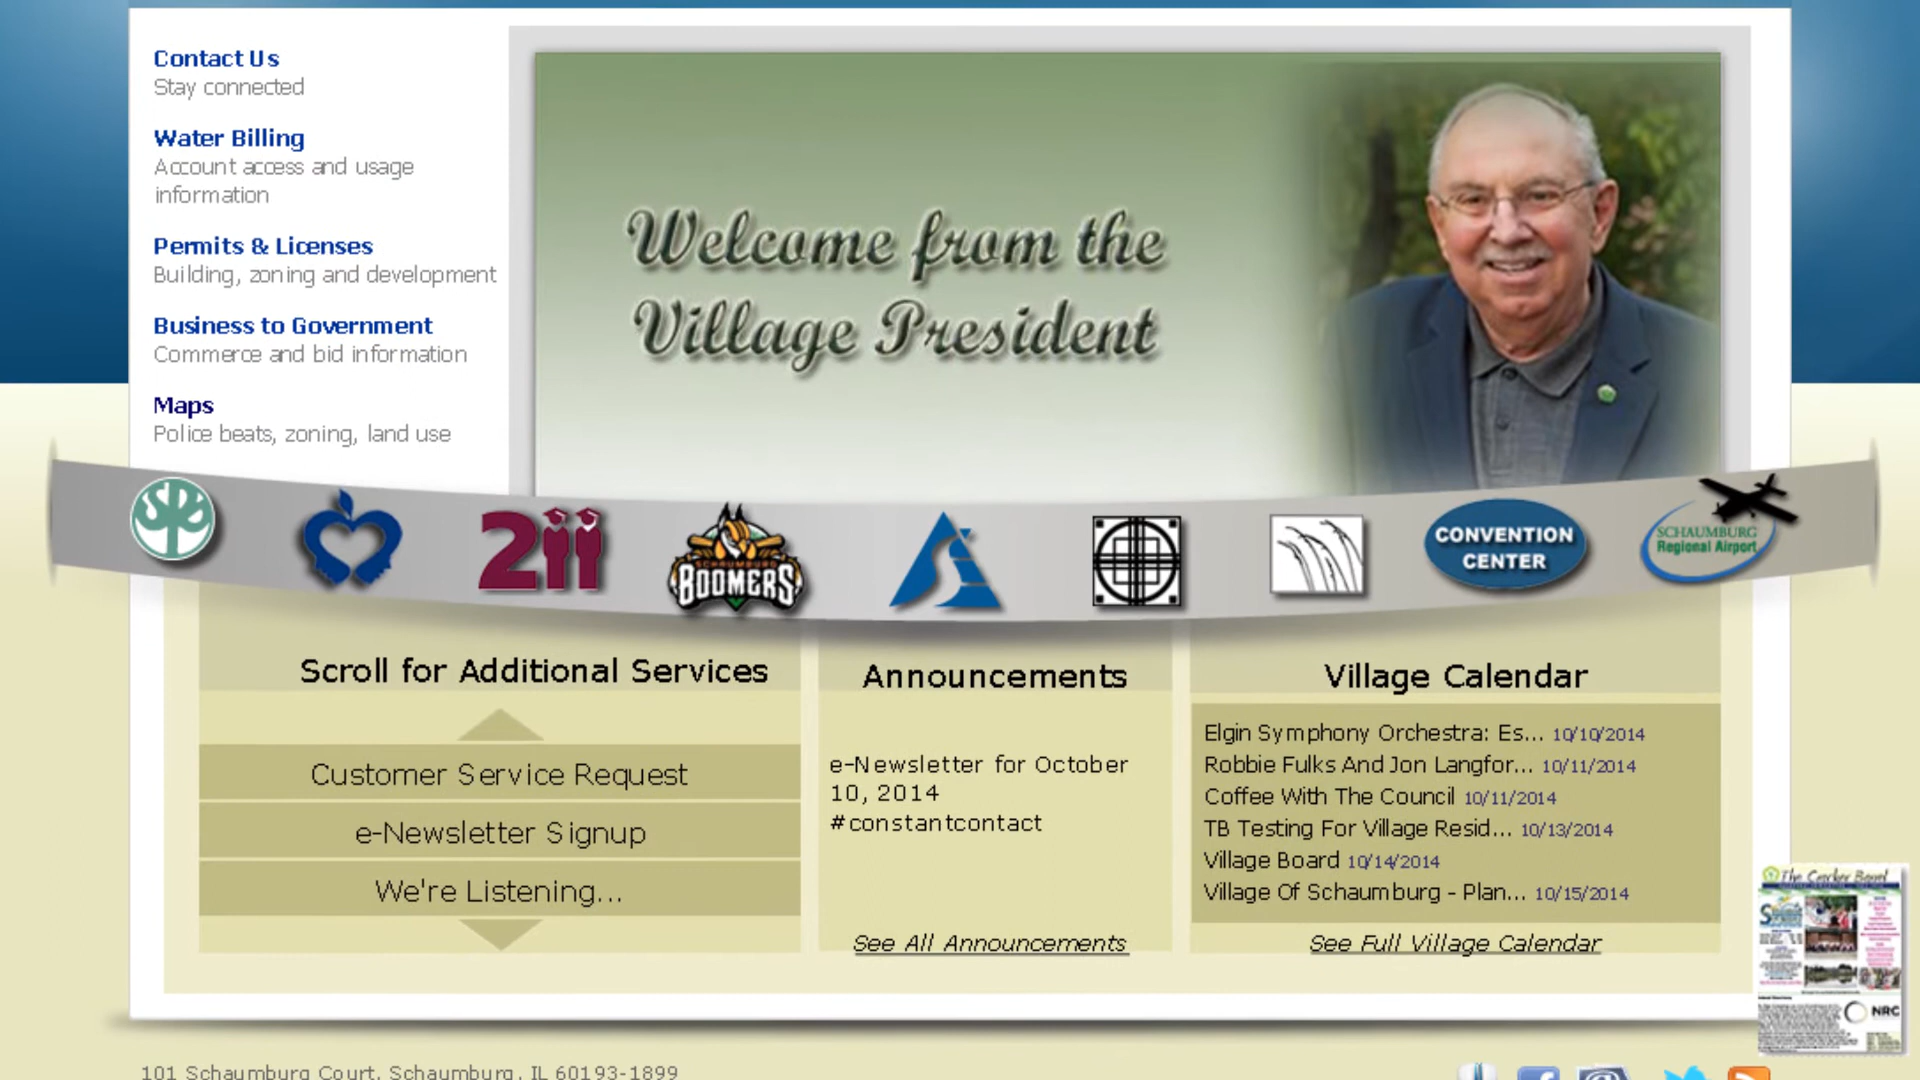 Contact Us
Stay connected
Water Billing
Account access and usage
information
Permits & Licenses
Building, zoning and development
Business to Government
Commerce and bid information
Maps
Police beats, zoning, land use
Welcome from the
Village President
211
SCHAUMBURG
BOOMERS
CONVENTION
CENTER
SCHAUMBURG
Regional Airport
Scroll for Additional Services
Customer Service Request
e-Newsletter Signup
We're Listening...
Announcements
e-Newsletter for October
10, 2014
#constantcontact
See All Announcements
Village Calendar
Elgin Symphony Orchestra: Es... 10/10/2014
Robbie Fulks And Jon Langfor... 10/11/2014
Coffee With The Council 10/11/2014
TB Testing For Village Resid... 10/13/2014
Village Board 10/14/2014
Village Of Schaumburg - Plan... 10/15/2014
See Full Village Calendar
The Cracker Barrel
NRC
101 Schaumburg Court, Schaumburg, IL 60193-1899